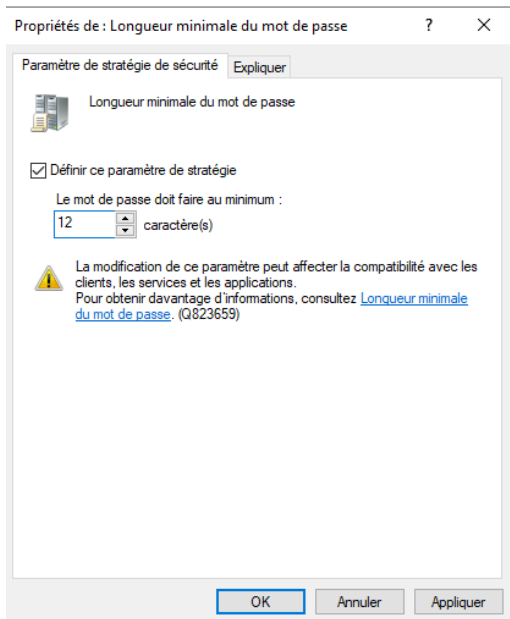 Propriétés de : Longueur minimale du mot de passe ? ×
Paramètre de stratégie de sécurité Expliquer
Longueur minimale du mot de passe
Définir ce paramètre de stratégie
Le mot de passe doit faire au minimum :
12 caractère(s)
La modification de ce paramètre peut affecter la compatibilité avec les
clients, les services et les applications.
Pour obtenir davantage d'informations, consultez Longueur minimale
du mot de passe. (Q823659)
OK Annuler Appliquer